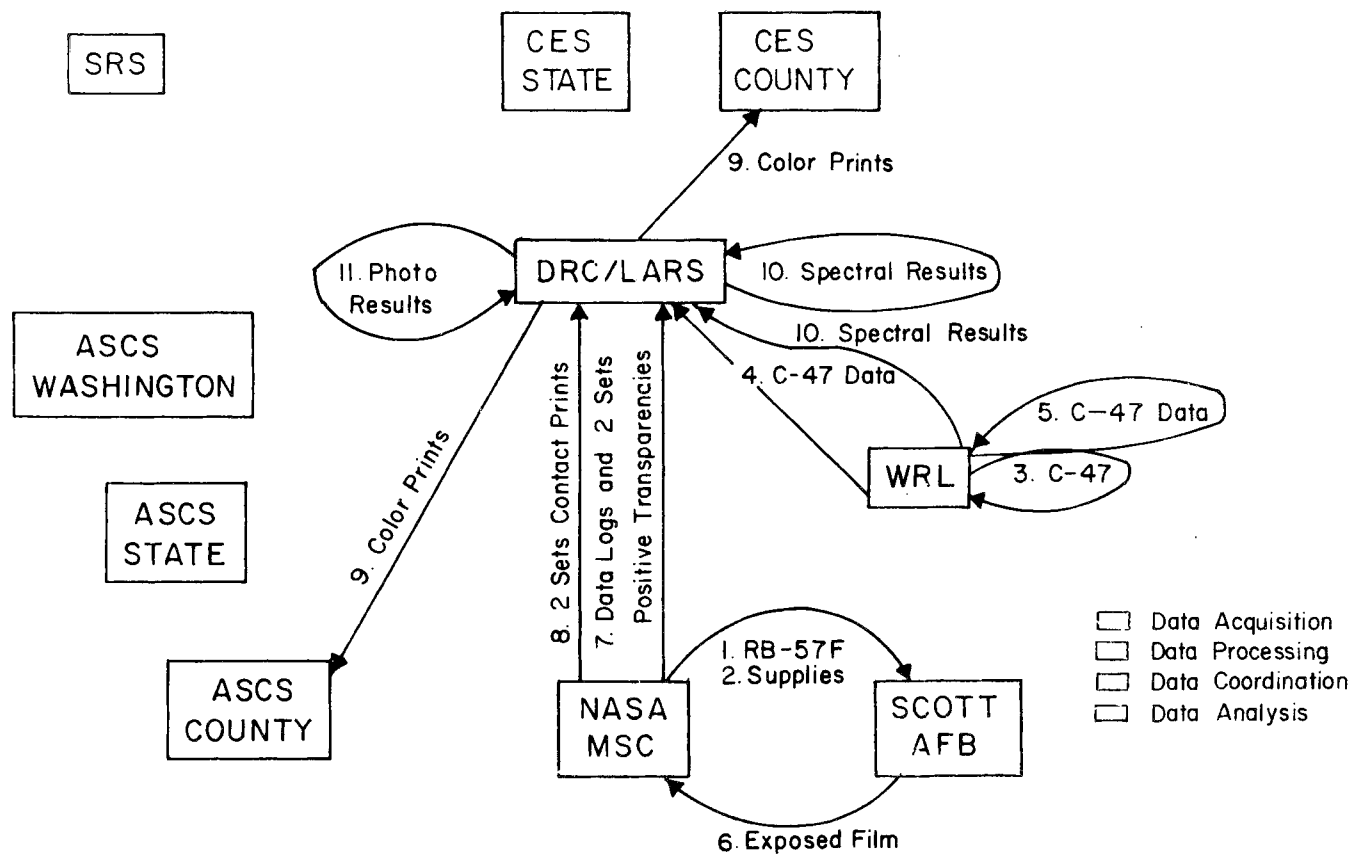 SRS
CES
STATE
CES
COUNTY
9. Color Prints
DRC/LARS
11. Photo
Results
10. Spectral Results
10. Spectral Results
4. C-47 Data
ASCS
WASHINGTON
5. C-47 Data
WRL
3. C-47
ASCS
STATE
9. Color Prints
8. 2 Sets Contact Prints
7. Data Logs and 2 Sets
Positive Transparencies
1. RB-57F
2. Supplies
ASCS
COUNTY
NASA
MSC
SCOTT
AFB
Data Acquisition
Data Processing
Data Coordination
Data Analysis
6. Exposed Film